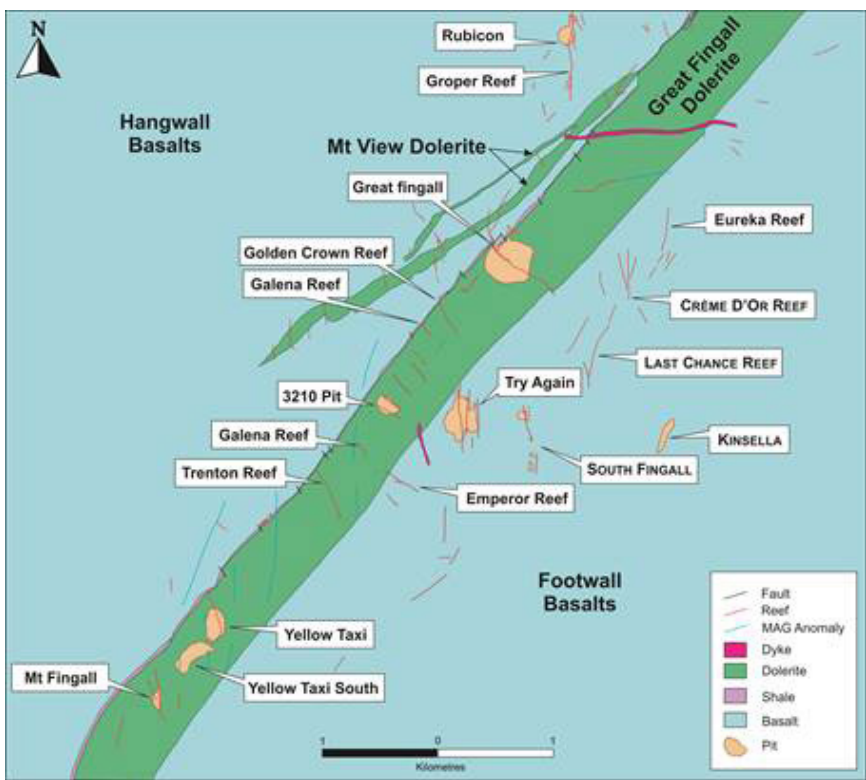 N
Rubicon
Groper Reef
Great Fingall
Dolerite
Hangwall
Basalts
Mt View Dolerite
Great fingall
Eureka Reef
Golden Crown Reef
Galena Reef
CRÈME D'OR REEF
LAST CHANCE REEF
Try Again
3210 Pit
Galena Reef
KINSELLA
SOUTH FINGALL
Trenton Reef
Emperor Reef
Footwall
Basalts
Yellow Taxi
Mt Fingall
Yellow Taxi South
Fault
Reef
MAG Anomaly
Dyke
Dolerite
Shale
Basalt
Pit
1 0 1
Kilometres